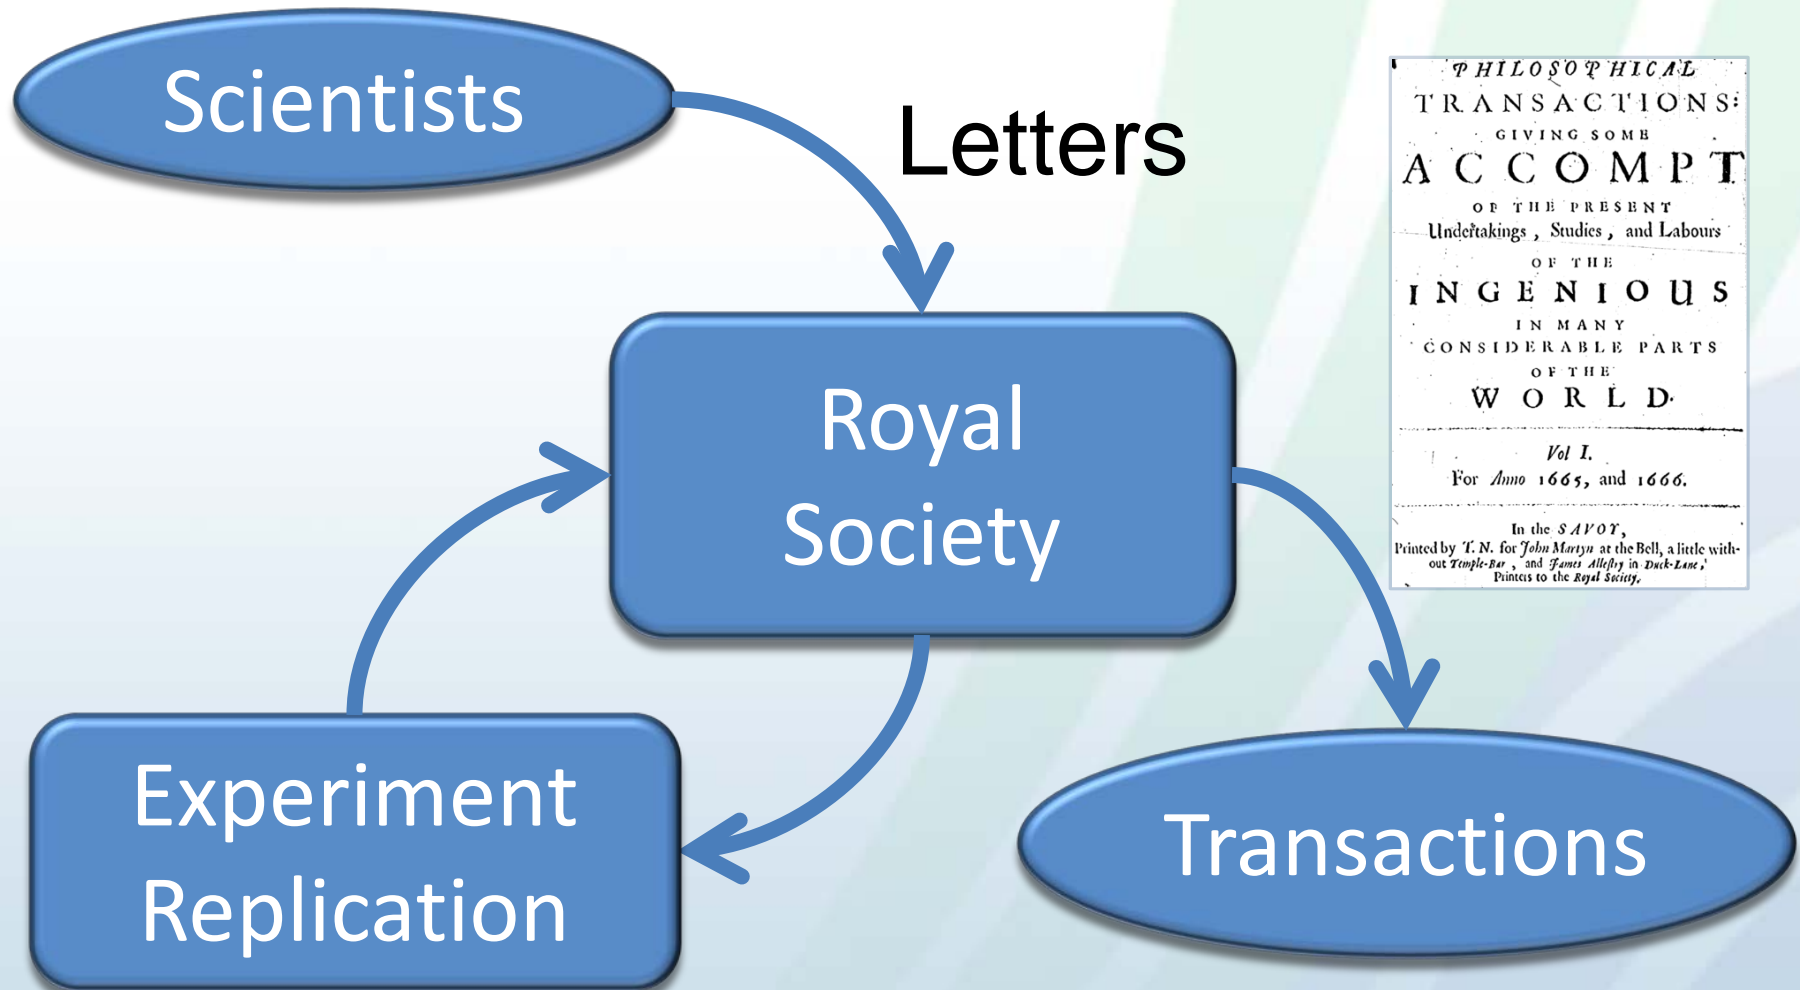 Scientists
Letters
Royal
Society
Experiment
Replication
Transactions
PHILOSOPHICAL
TRANSACTIONS:
GIVING SOME
ACCOMPT
OF THE PRESENT
Undertakings, Studies, and Labours
OF THE
INGENIOUS
IN MANY
CONSIDERABLE PARTS
OF THE
WORLD.
Vol I.
For Anno 1665, and 1666.
In the SAVOY,
Printed by T. N. for John Martyn at the Bell, a little with-
out Temple-Bar, and James Allestry in Duck-Lane,
Printers to the Royal Society.